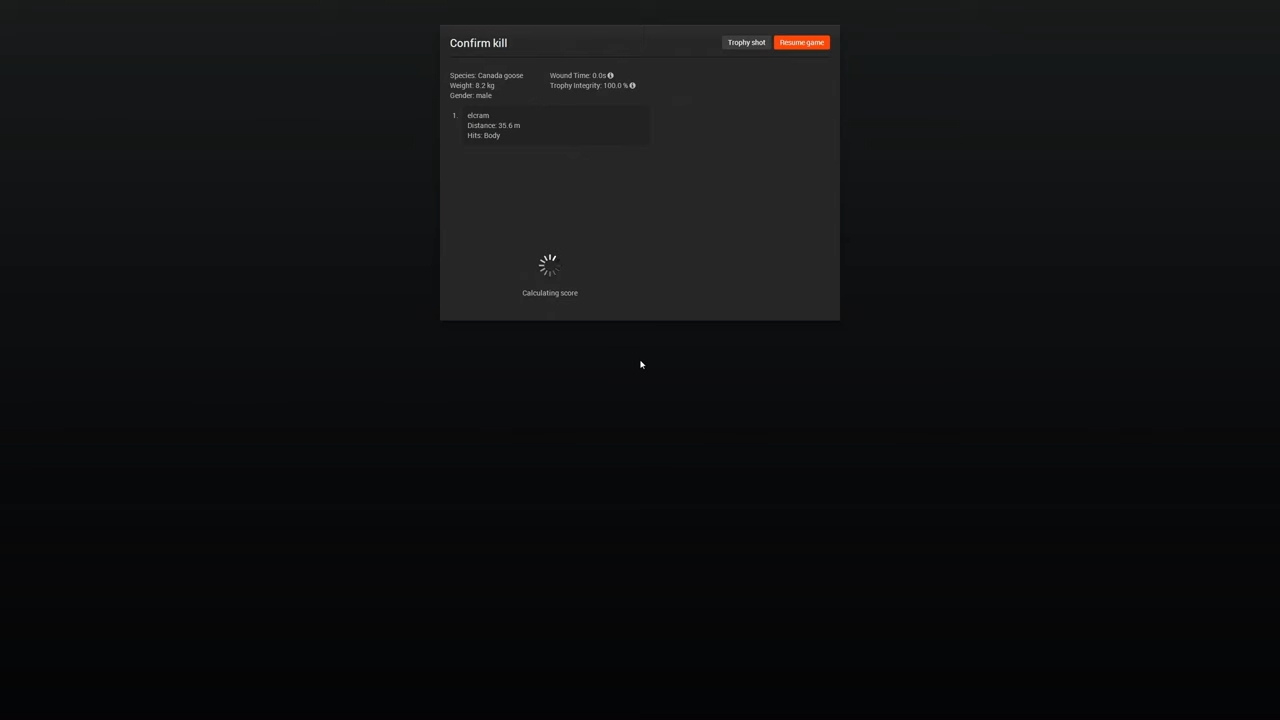 Confirm kill
Trophy shot
Resume game
Species: Canada goose
Weight: 8.2 kg
Gender: male
Wound Time: 0.0s
Trophy Integrity: 100.0 %
1. elcram
Distance: 35.6 m
Hits: Body
Calculating score